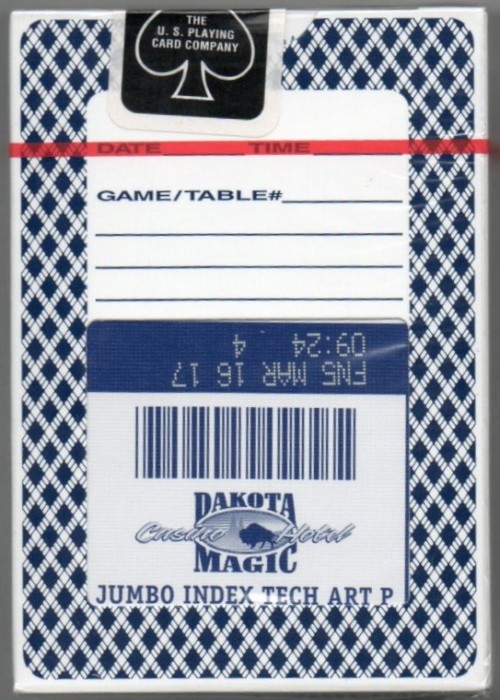 THE
U. S. PLAYING
CARD COMPANY
DATE TIME
GAME/TABLE#
09:24 4
FNS MAR 16 17
DAKOTA
Casino Hotel
MAGIC
JUMBO INDEX TECH ART P